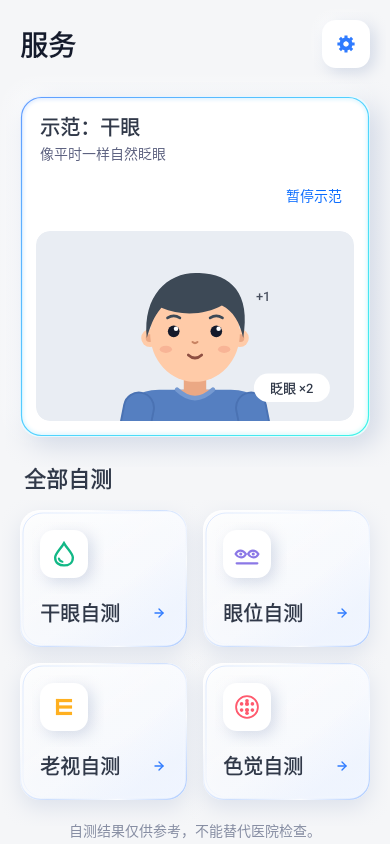 服务
示范：干眼
像平时一样自然眨眼
暂停示范
+1
眨眼 ×2
全部自测
干眼自测
眼位自测
老视自测
色觉自测
自测结果仅供参考，不能替代医院检查。